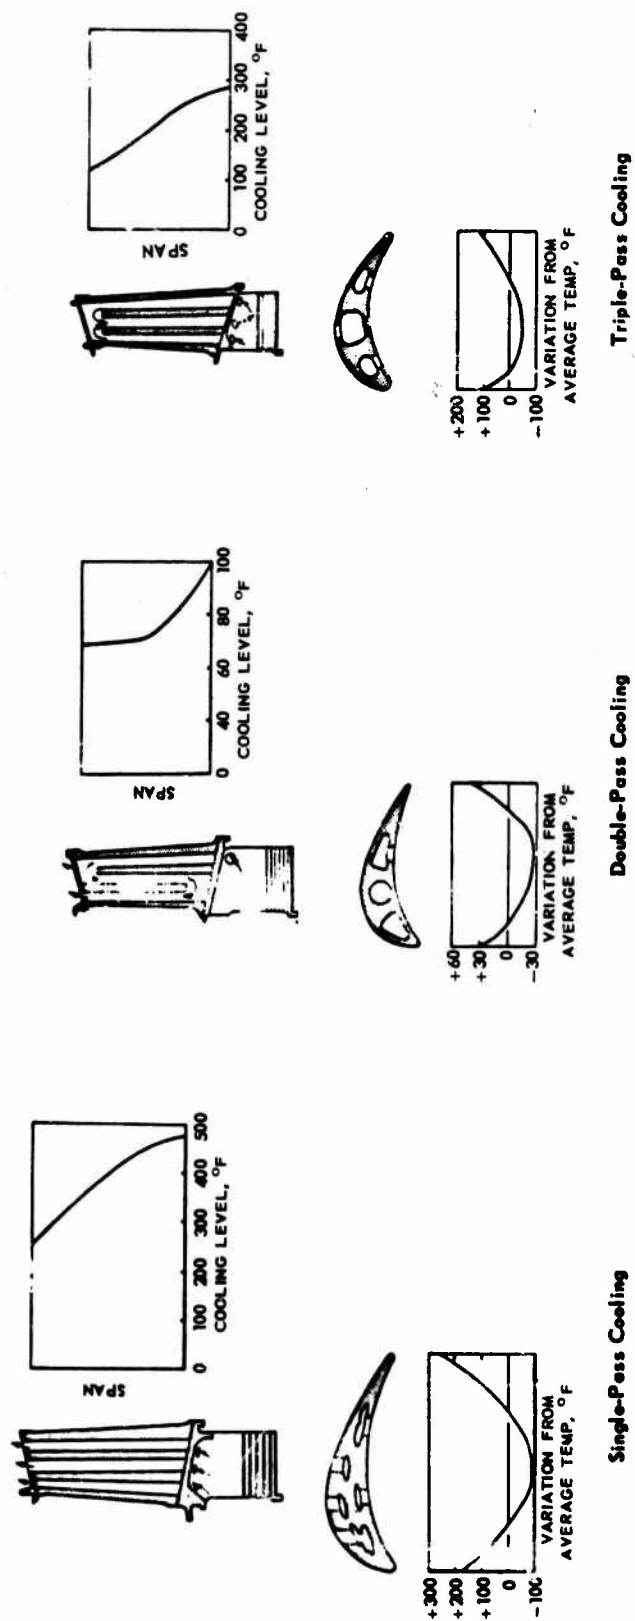 SPAN
0 100 200 300 400 500
COOLING LEVEL, °F
+300
+200
+100
0
-100
VARIATION FROM
AVERAGE TEMP, °F
Single-Pass Cooling
SPAN
0 40 60 80 100
COOLING LEVEL, °F
+60
+30
0
-30
VARIATION FROM
AVERAGE TEMP, °F
Double-Pass Cooling
SPAN
0 100 200 300 400
COOLING LEVEL, °F
+200
+100
0
-100
VARIATION FROM
AVERAGE TEMP, °F
Triple-Pass Cooling